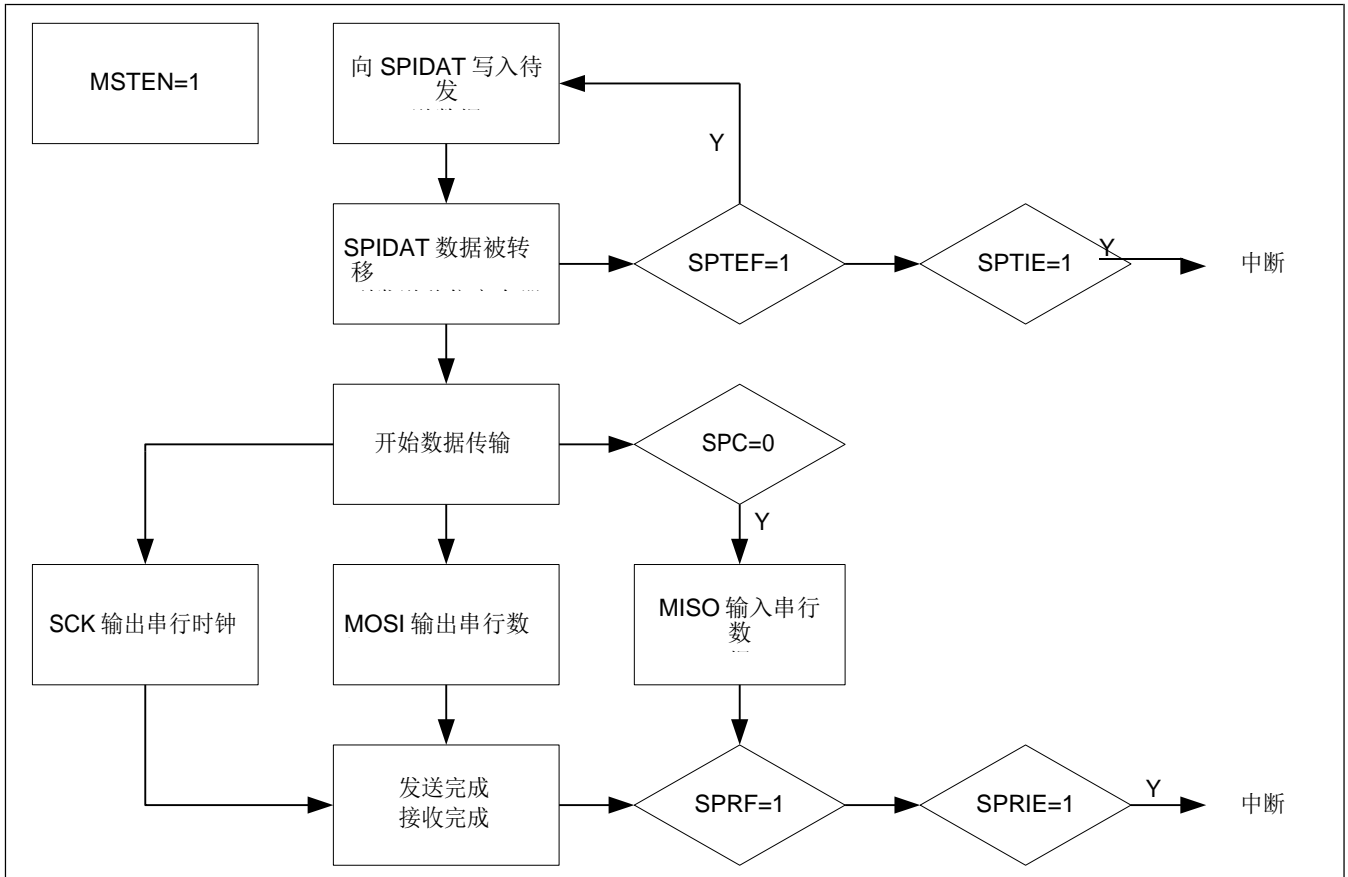 MSTEN=1
向 SPIDAT 写入待
发
Y
SPIDAT 数据被转
移
SPTEF=1
SPTIE=1
Y
中断
开始数据传输
SPC=0
Y
SCK 输出串行时钟
MOSI 输出串行数
MISO 输入串行
数
发送完成
接收完成
SPRF=1
SPRIE=1
Y
中断